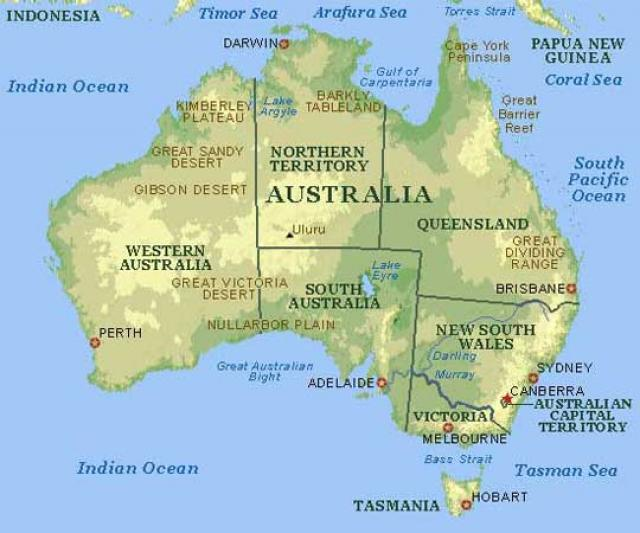 INDONESIA
Timor Sea
Arafura Sea
Torres Strait
DARWIN
Cape York
Peninsula
PAPUA NEW
GUINEA
Indian Ocean
Gulf of
Carpentaria
Coral Sea
KIMBERLEY
PLATEAU
Lake
Argyle
BARKLY
TABLELAND
Great
Barrier
Reef
GREAT SANDY
DESERT
NORTHERN
TERRITORY
South
Pacific
Ocean
GIBSON DESERT
AUSTRALIA
Uluru
QUEENSLAND
GREAT
DIVIDING
RANGE
WESTERN
AUSTRALIA
Lake
Eyre
GREAT VICTORIA
DESERT
SOUTH
AUSTRALIA
BRISBANE
NULLARBOR PLAIN
PERTH
NEW SOUTH
WALES
Darling
Great Australian
Bight
Murray
SYDNEY
ADELAIDE
CANBERRA
AUSTRALIAN
CAPITAL
TERRITORY
VICTORIA
MELBOURNE
Bass Strait
Indian Ocean
Tasman Sea
TASMANIA
HOBART